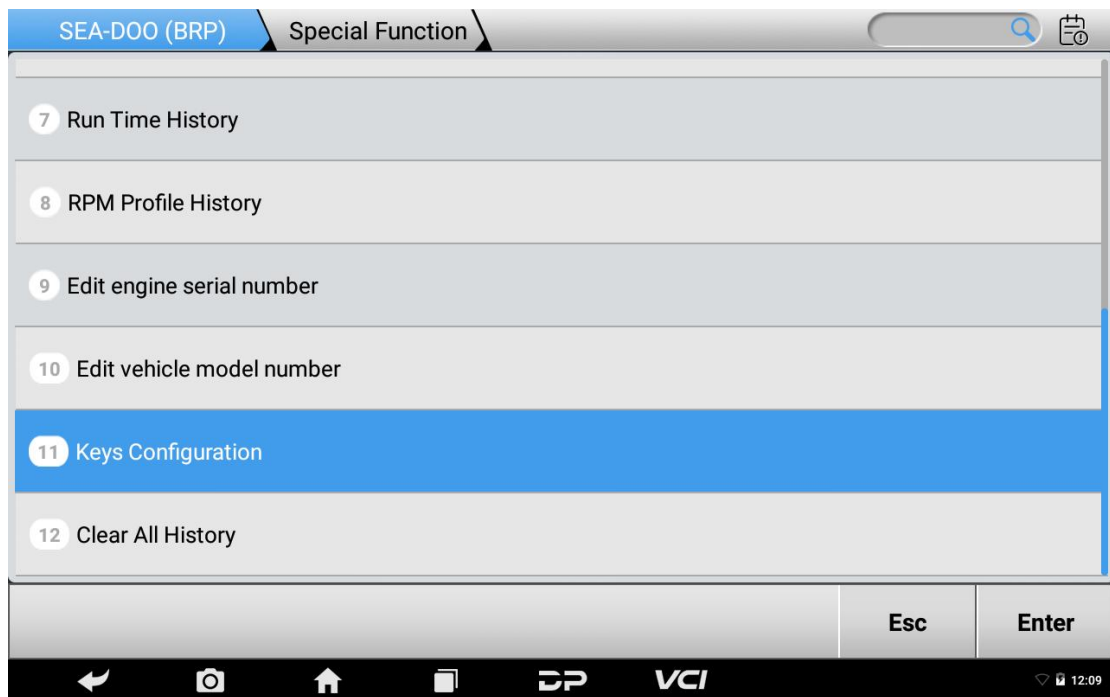 SEA-DOO (BRP) Special Function
7 Run Time History
8 RPM Profile History
9 Edit engine serial number
10 Edit vehicle model number
11 Keys Configuration
12 Clear All History
Esc Enter
DP VCI 12:09